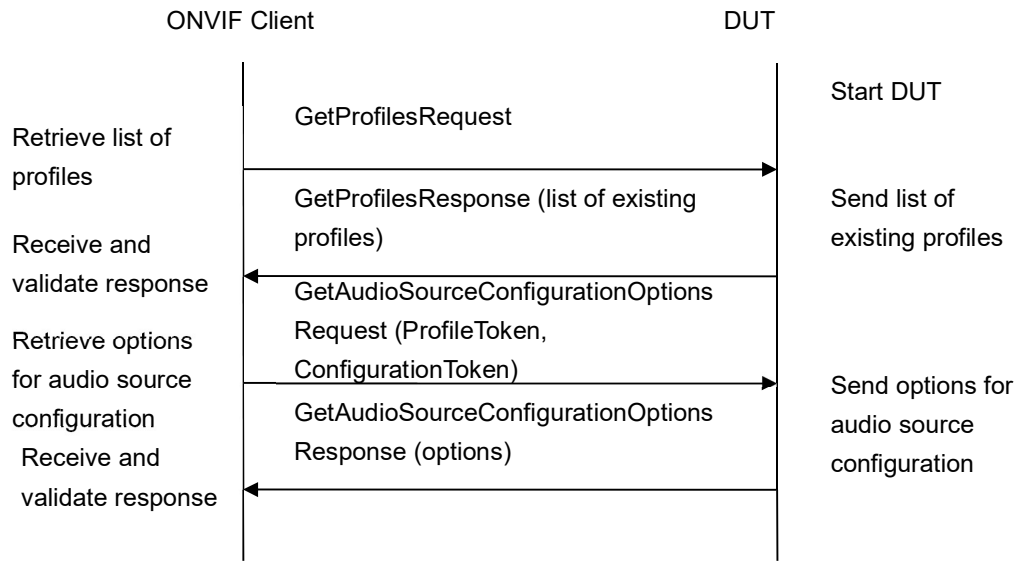 ONVIF Client
DUT
Start DUT
GetProfilesRequest
Retrieve list of
profiles
GetProfilesResponse (list of existing
profiles)
Send list of
existing profiles
Receive and
validate response
GetAudioSourceConfigurationOptions
Request (ProfileToken,
ConfigurationToken)
Retrieve options
for audio source
configuration
Send options for
audio source
configuration
GetAudioSourceConfigurationOptions
Response (options)
Receive and
validate response